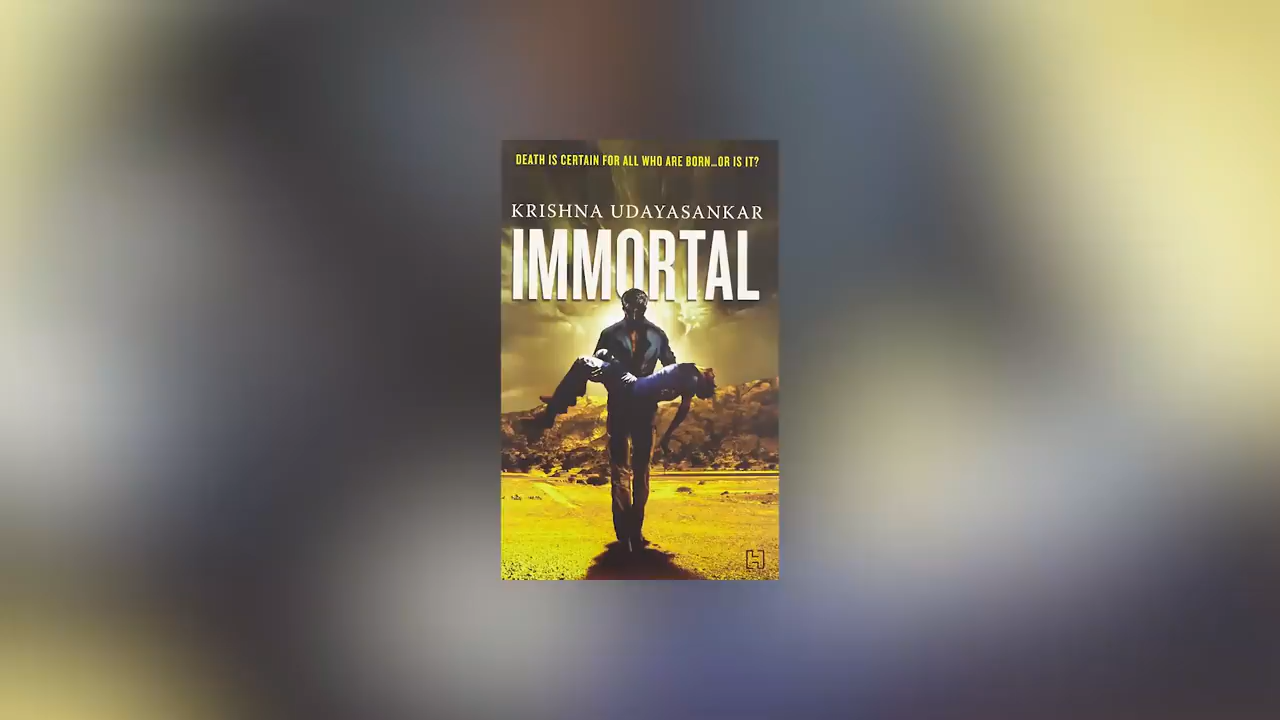 DEATH IS CERTAIN FOR ALL WHO ARE BORN...OR IS IT?
KRISHNA UDAYASANKAR
IMMORTAL